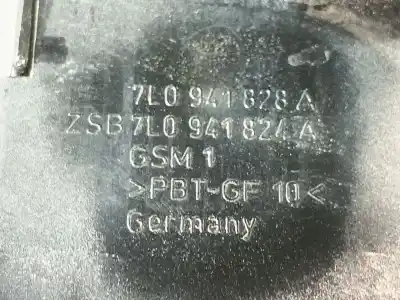 7L0 941 828 A
ZSB 7L0 941 824 A
GSM 1
>PBT-GF 10<
Germany